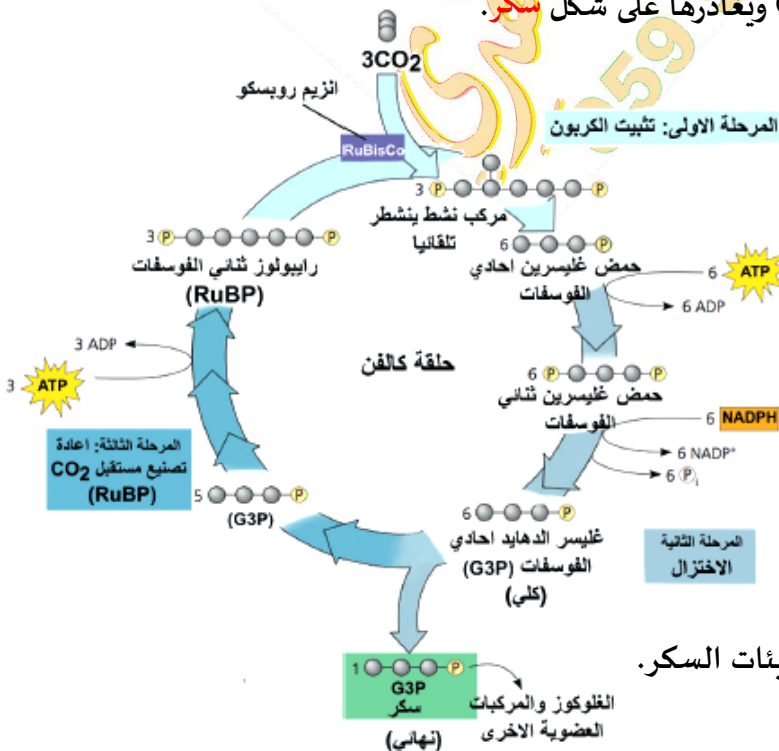 ويغادرها على شكل سكر.
3CO2
انزيم روبسكو
RuBisCo
المرحلة الاولى: تثبيت الكربون
3 P P
مركب نشط ينشطر
تلقائيا
3 P P
رايبولوز ثنائي الفوسفات
(RuBP)
6 P
حمض غليسرين احادي
الفوسفات
6 ATP
6 ADP
حلقة كالفن
3 ADP
3 ATP
6 P P
حمض غليسرين ثنائي
الفوسفات
6 NADPH
6 NADP+
6 Pi
المرحلة الثالثة: اعادة
تصنيع مستقبل CO2
(RuBP)
5 P
(G3P)
6 P
غليسر الدهايد احادي
الفوسفات (G3P)
(كلي)
المرحلة الثانية
الاختزال
1 P
G3P
سكر
(نهائي)
الغلوكوز والمركبات
العضوية الاخرى
السكر.